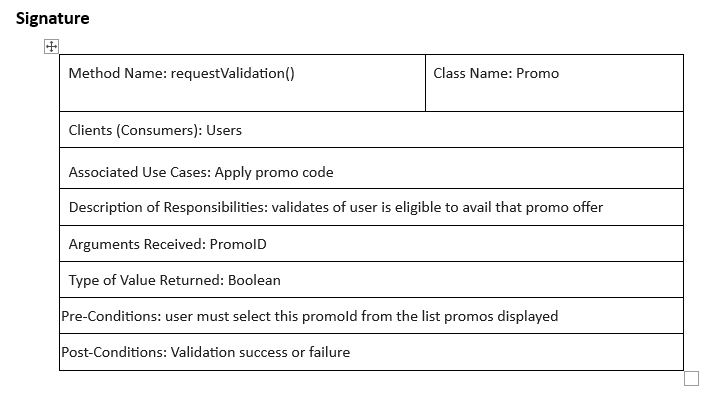 Signature
Method Name: requestValidation()
Class Name: Promo
Clients (Consumers): Users
Associated Use Cases: Apply promo code
Description of Responsibilities: validates of user is eligible to avail that promo offer
Arguments Received: PromoID
Type of Value Returned: Boolean
Pre-Conditions: user must select this promoId from the list promos displayed
Post-Conditions: Validation success or failure